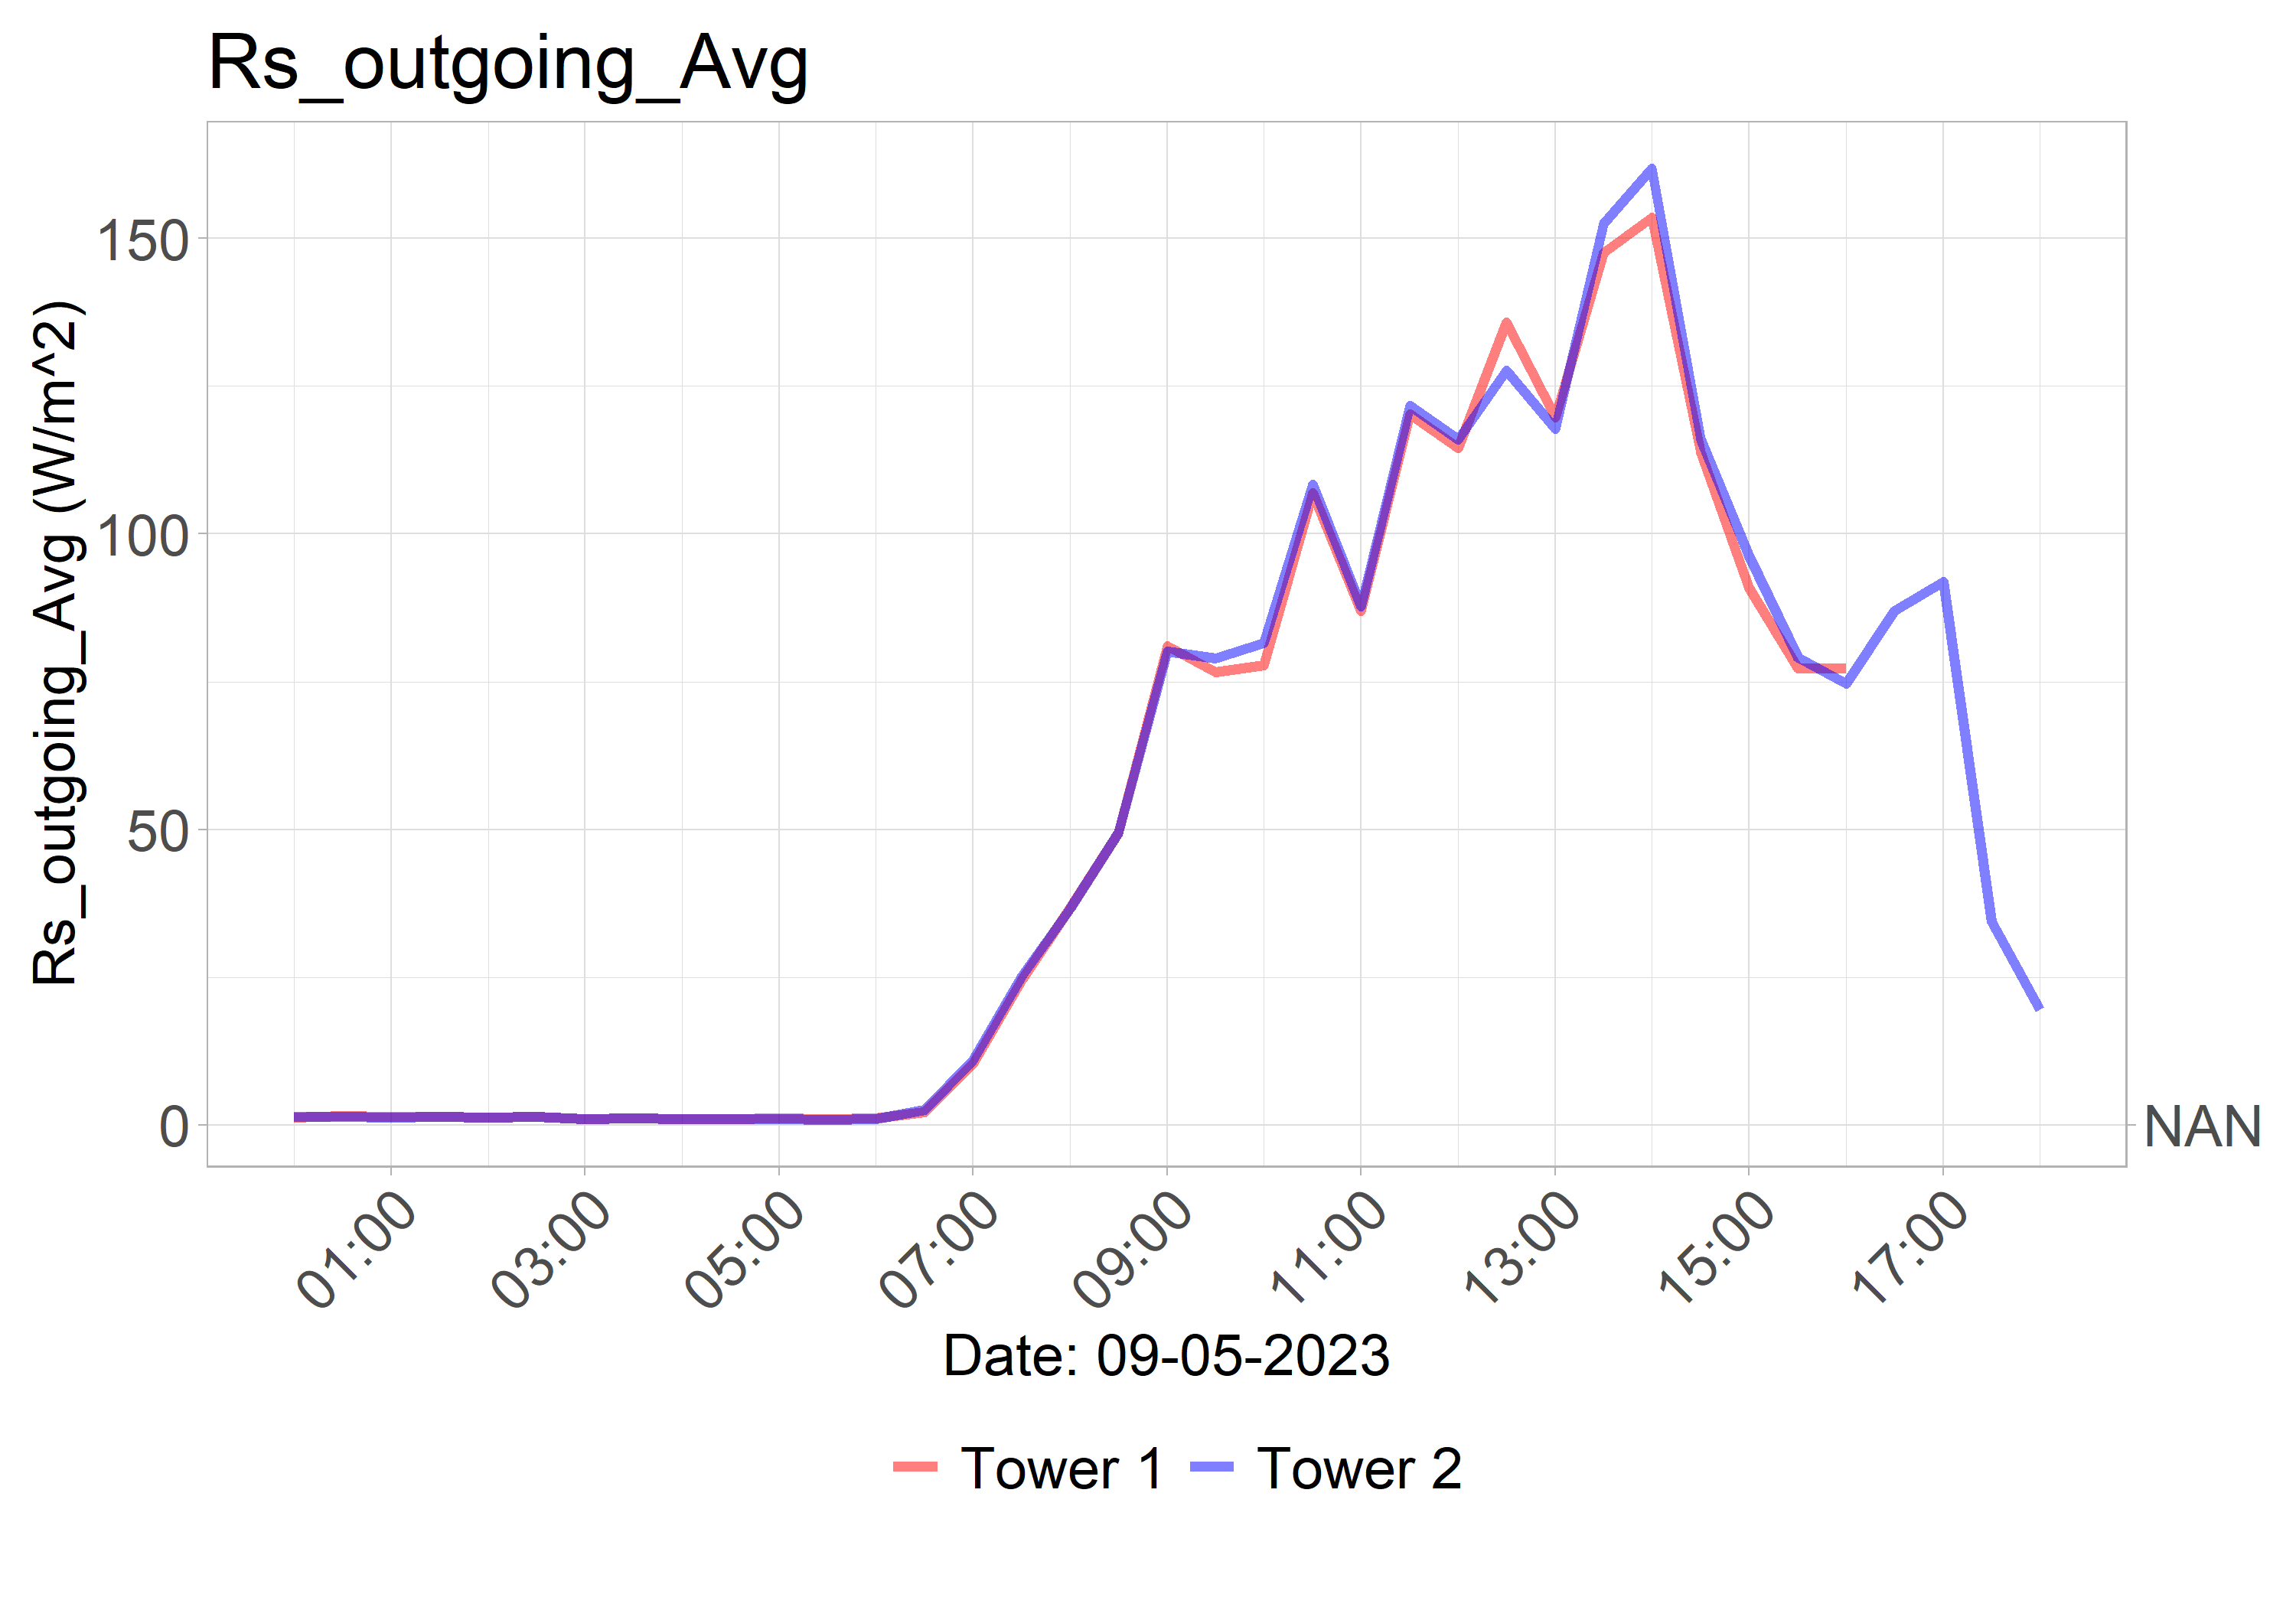 Rs_outgoing_Avg
Rs_outgoing_Avg (W/m^2)
150
100
50
0
NAN
01:00
03:00
05:00
07:00
09:00
11:00
13:00
15:00
17:00
Date: 09-05-2023
Tower 1
Tower 2